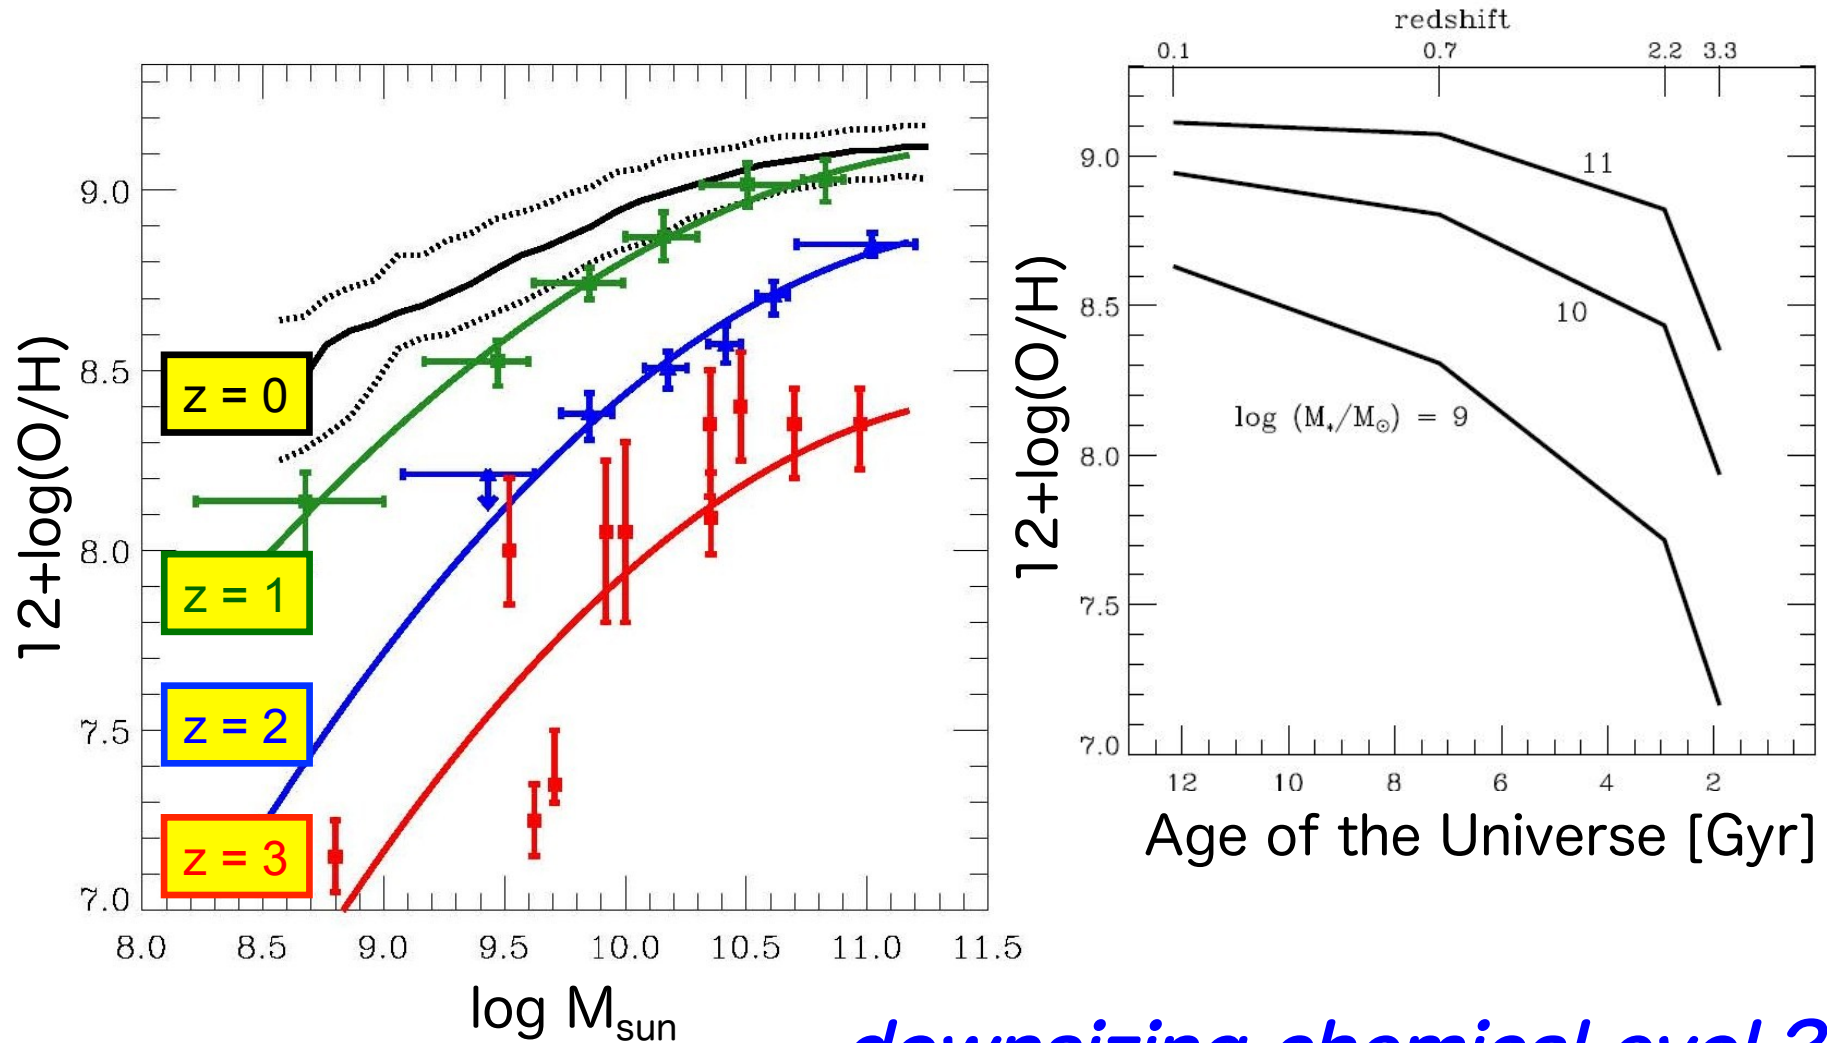 redshift
0.1 0.7 2.2 3.3
9.0
8.5
8.0
7.5
7.0
12+log(O/H)
z = 0
z = 1
z = 2
z = 3
8.0 8.5 9.0 9.5 10.0 10.5 11.0 11.5
log Msun
9.0
8.5
8.0
7.5
7.0
12+log(O/H)
11
10
log (M*/M☉) = 9
12 10 8 6 4 2
Age of the Universe [Gyr]
downsizing chemical evol.?